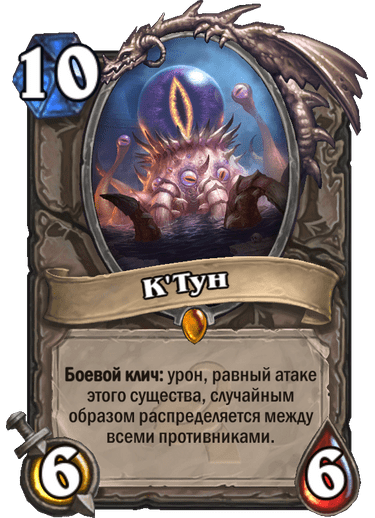 10
К'Тун
Боевой клич: урон, равный атаке
этого существа, случайным
образом распределяется между
всеми противниками.
6
6